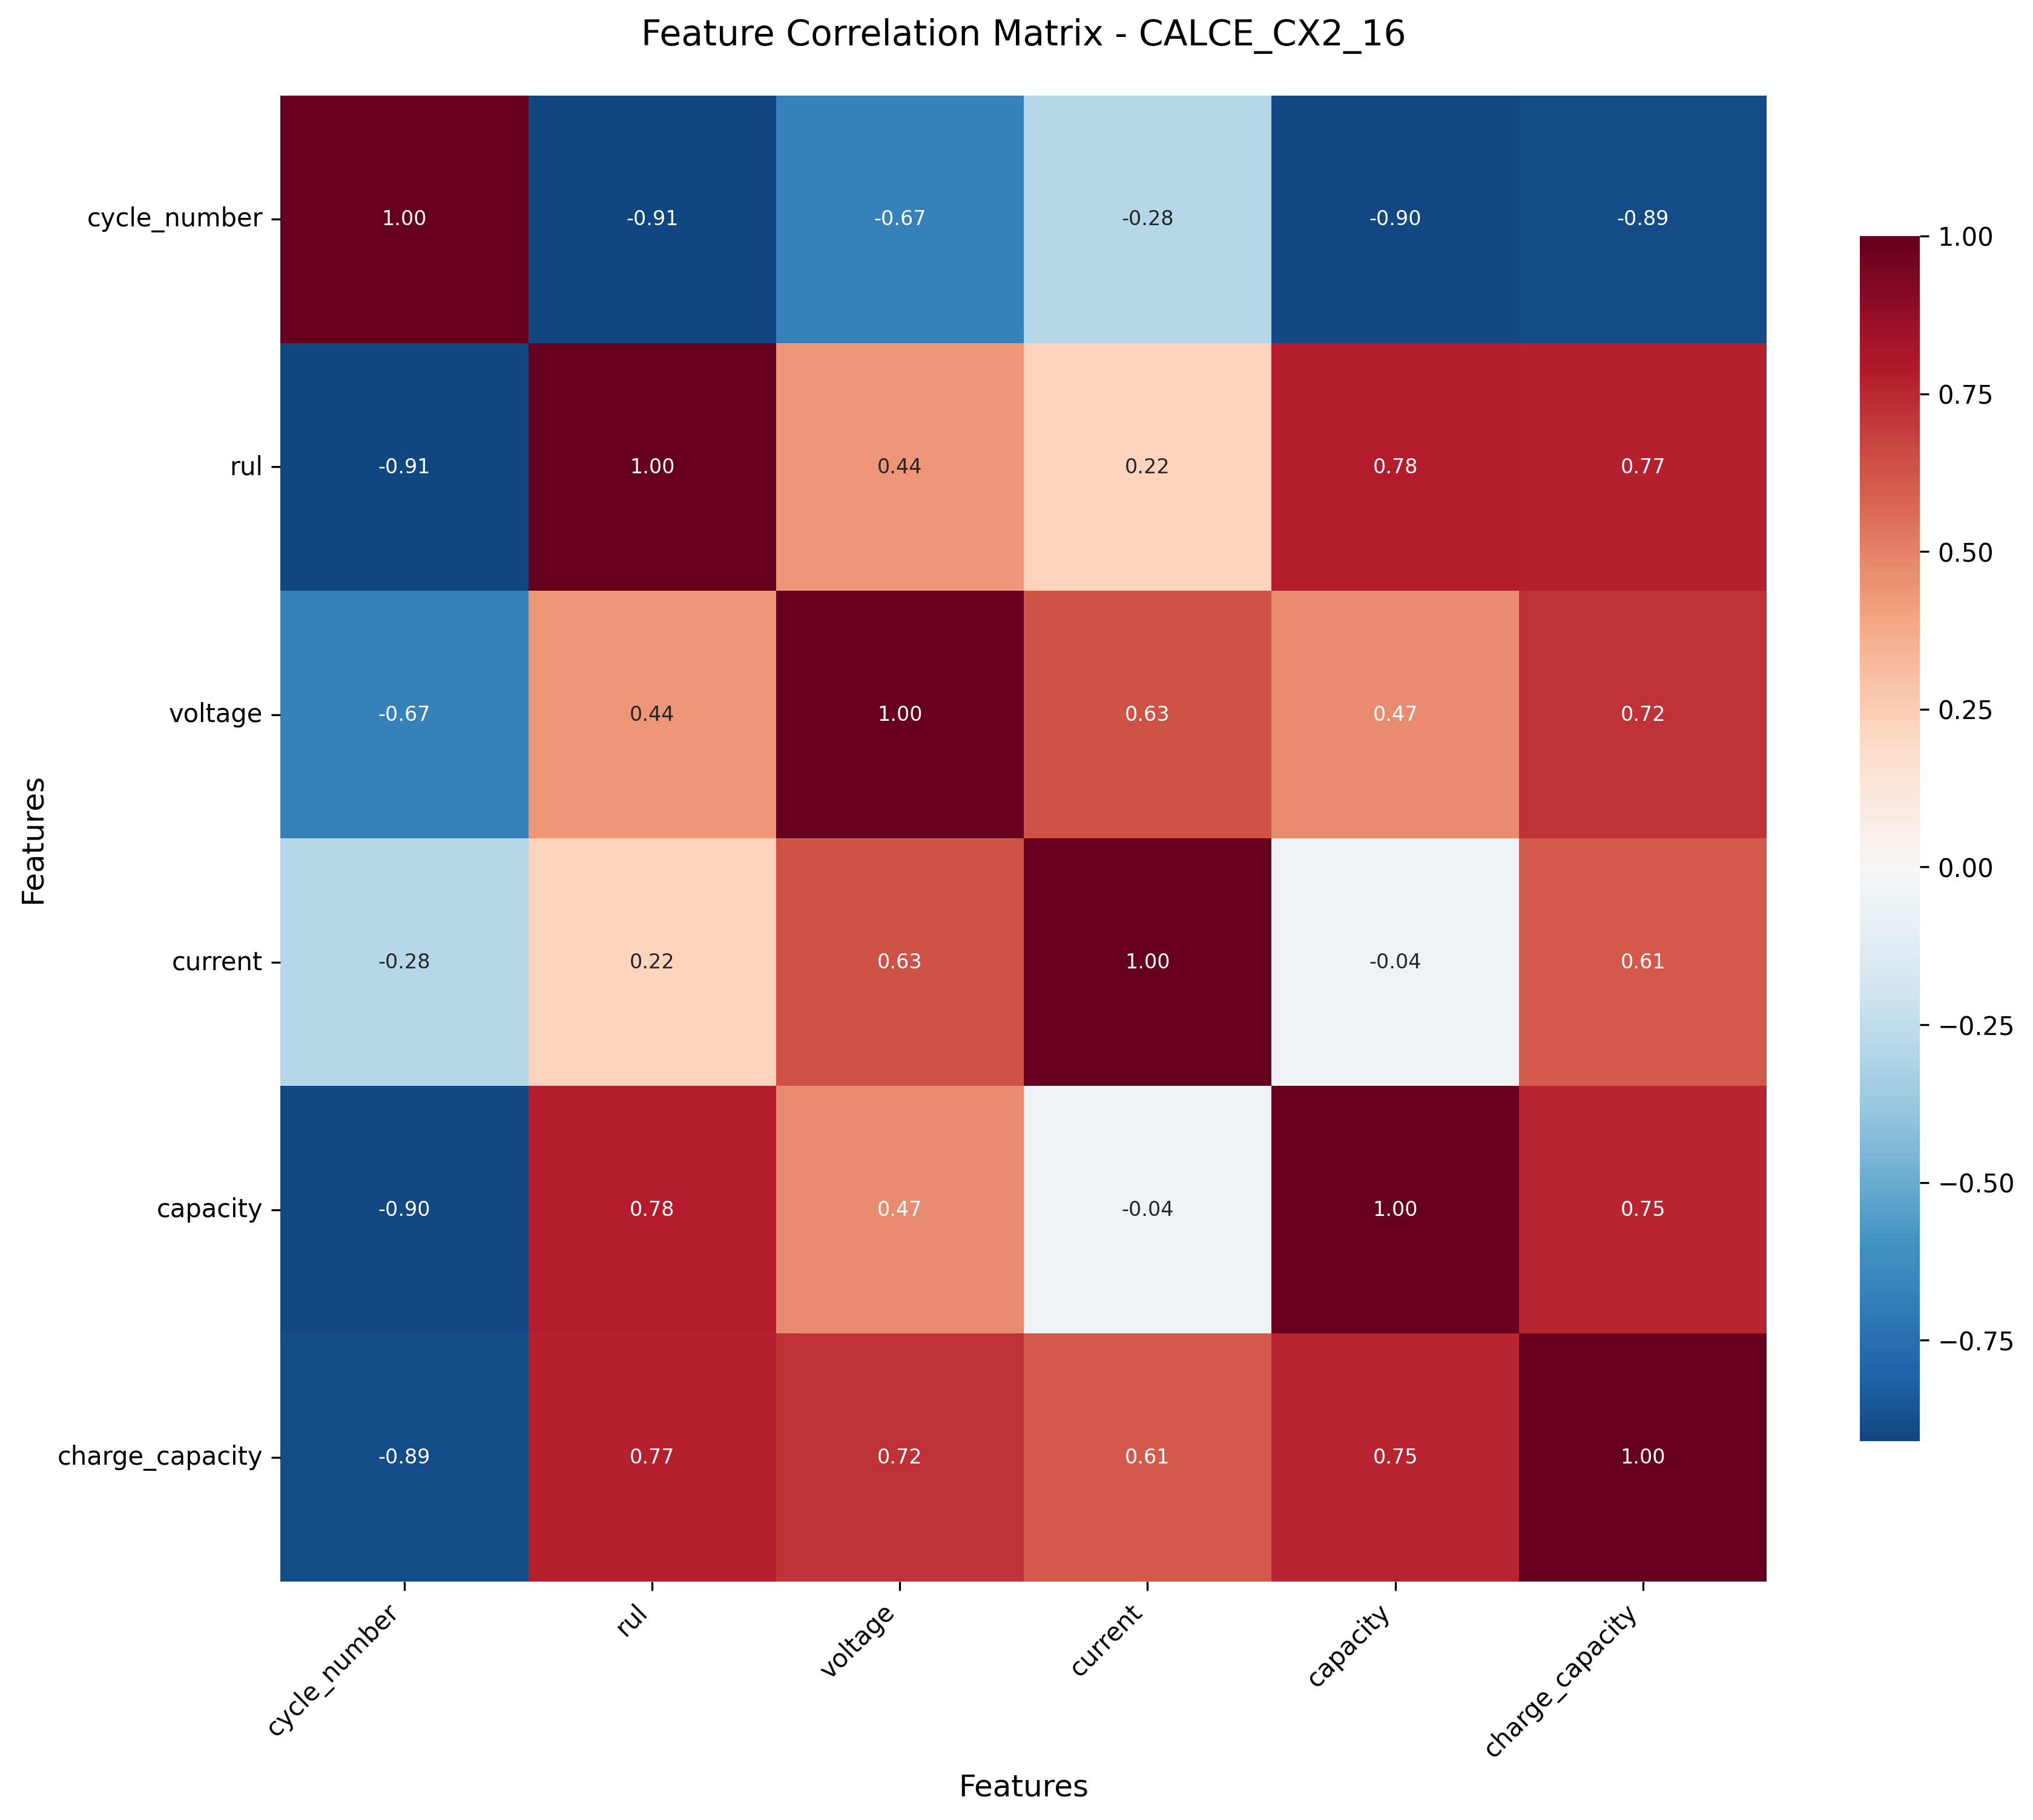 Feature Correlation Matrix - CALCE_CX2_16
Features
cycle_number 1.00 -0.91 -0.67 -0.28 -0.90 -0.89
rul -0.91 1.00 0.44 0.22 0.78 0.77
voltage -0.67 0.44 1.00 0.63 0.47 0.72
current -0.28 0.22 0.63 1.00 -0.04 0.61
capacity -0.90 0.78 0.47 -0.04 1.00 0.75
charge_capacity -0.89 0.77 0.72 0.61 0.75 1.00
cycle_number rul voltage current capacity charge_capacity
Features
1.00
0.75
0.50
0.25
0.00
−0.25
−0.50
−0.75